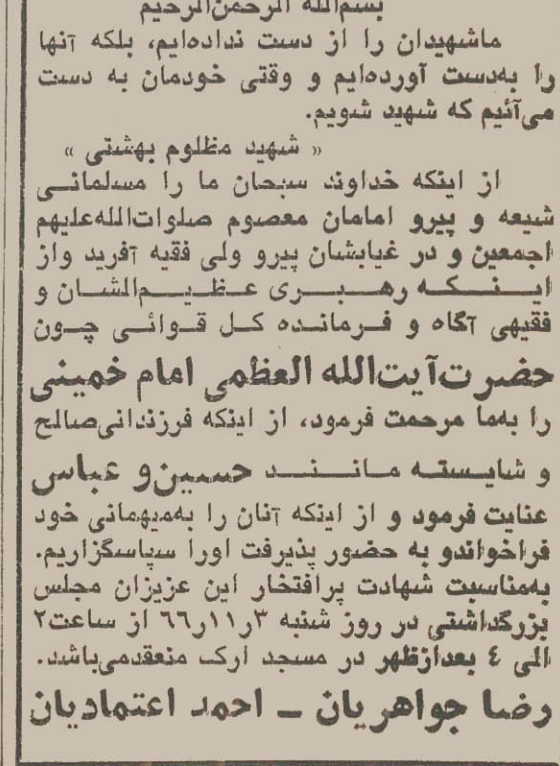 بسم‌الله الرحمن‌الرحیم
ماشهیدان را از دست نداده‌ایم، بلکه آنها
را به‌دست آورده‌ایم و وقتی خودمان به دست
می‌آئیم که شهید شویم.
« شهید مظلوم بهشتی »
از اینکه خداوند سبحان ما را مسلمانی
شیعه و پیرو امامان معصوم صلوات‌الله‌علیهم
اجمعین و در غیابشان پیرو ولی فقیه آفرید واز
اینکه رهبری عظیم‌الشان و
فقیهی آگاه و فرمانده کل قوائی چون
حضرت‌آیت‌الله العظمی امام خمینی
را به‌ما مرحمت فرمود، از اینکه فرزندانی‌صالح
و شایسته مانند حسین‌و عباس
عنایت فرمود و از اینکه آنان را به‌میهمانی خود
فراخواندو به حضور پذیرفت اورا سپاسگزاریم.
به‌مناسبت شهادت پرافتخار این عزیزان مجلس
بزرگداشتی در روز شنبه ۳ر۱۱ر۶۶ از ساعت۲
الی ٤ بعدازظهر در مسجد ارک منعقدمی‌باشد.
رضا جواهریان ـ احمد اعتمادیان